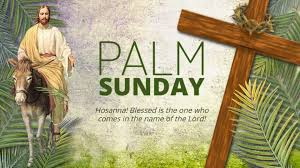 PALM
SUNDAY
Hosanna! Blessed is the one who
comes in the name of the Lord!